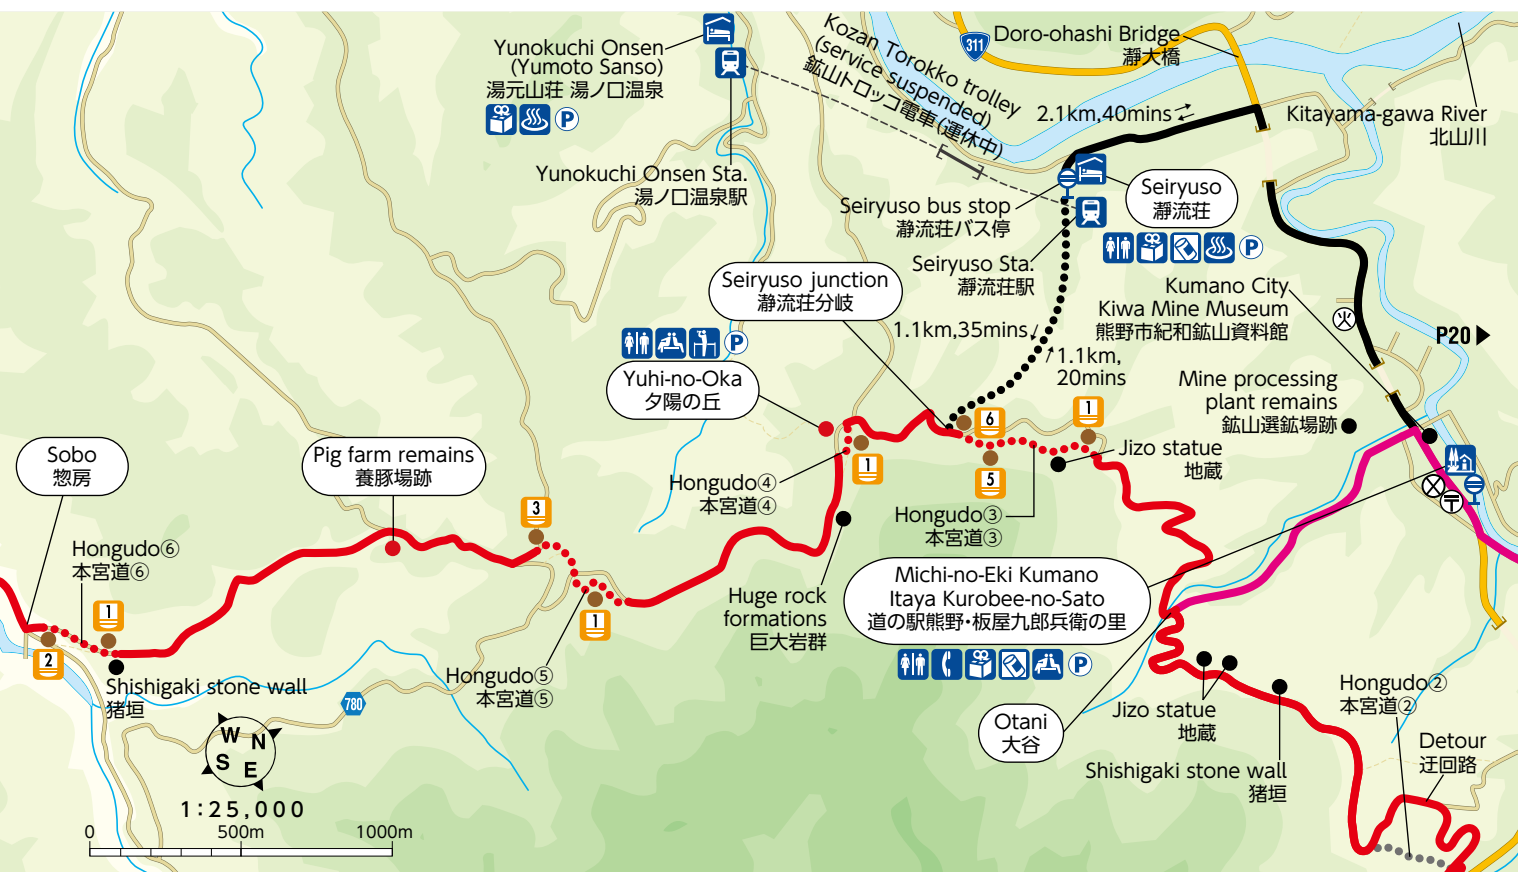 Yunokuchi Onsen
(Yumoto Sanso)
湯元山荘 湯ノ口温泉
P
Yunokuchi Onsen Sta.
湯ノ口温泉駅
Kozan Torokko trolley
(service suspended)
鉱山トロッコ電車(運休中)
311
Doro-ohashi Bridge
瀞大橋
2.1km,40mins
Kitayama-gawa River
北山川
Seiryuso
瀞流荘
P
Seiryuso bus stop
瀞流荘バス停
Seiryuso Sta.
瀞流荘駅
Seiryuso junction
瀞流荘分岐
1.1km,35mins
1.1km,
20mins
Kumano City
Kiwa Mine Museum
熊野市紀和鉱山資料館
火
P20
Mine processing
plant remains
鉱山選鉱場跡
P
Yuhi-no-Oka
夕陽の丘
6
1
1
5
Jizo statue
地蔵
Sobo
惣房
Pig farm remains
養豚場跡
Hongudo④
本宮道④
Hongudo③
本宮道③
3
Hongudo⑥
本宮道⑥
1
2
1
Shishigaki stone wall
猪垣
Hongudo⑤
本宮道⑤
780
Huge rock
formations
巨大岩群
Michi-no-Eki Kumano
Itaya Kurobee-no-Sato
道の駅熊野・板屋九郎兵衛の里
P
〒
Otani
大谷
Jizo statue
地蔵
Shishigaki stone wall
猪垣
Hongudo②
本宮道②
Detour
迂回路
W N
S E
1:25,000
0 500m 1000m